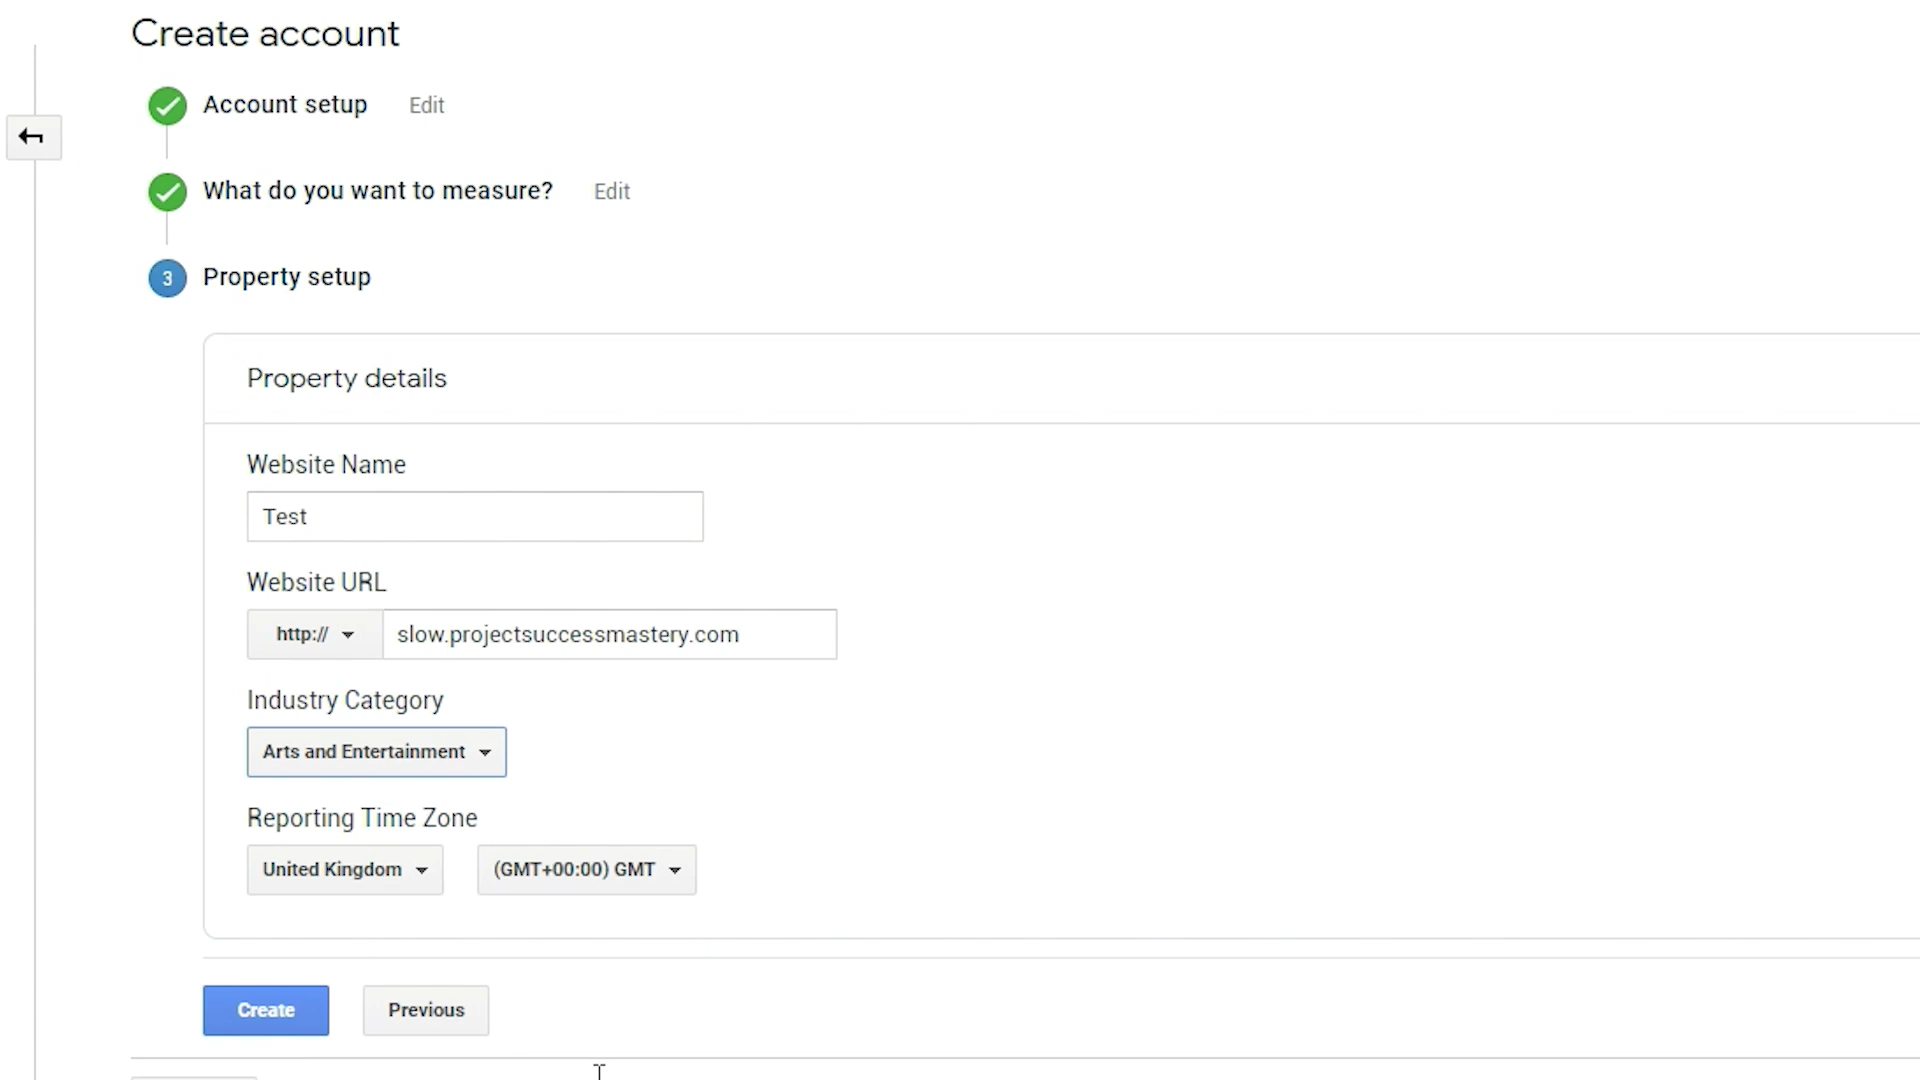 Create account
Account setup Edit
What do you want to measure? Edit
3 Property setup
Property details
Website Name
Test
Website URL
http:// slow.projectsuccessmastery.com
Industry Category
Arts and Entertainment
Reporting Time Zone
United Kingdom (GMT+00:00) GMT
Create Previous